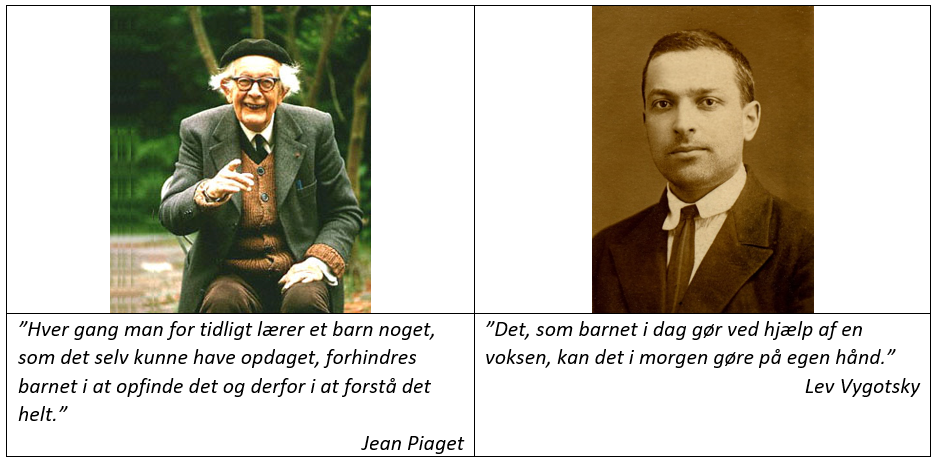 ”Hver gang man for tidligt lærer et barn noget,
som det selv kunne have opdaget, forhindres
barnet i at opfinde det og derfor i at forstå det
helt.”
Jean Piaget
”Det, som barnet i dag gør ved hjælp af en
voksen, kan det i morgen gøre på egen hånd.”
Lev Vygotsky